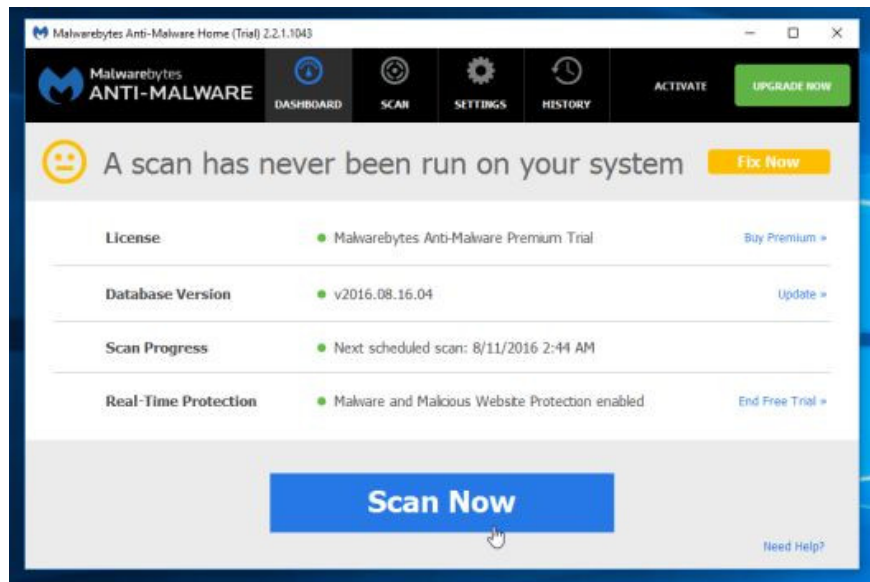 Malwarebytes Anti-Malware Home (Trial) 2.2.1.1043
Malwarebytes
ANTI-MALWARE
DASHBOARD
SCAN
SETTINGS
HISTORY
ACTIVATE
UPGRADE NOW
A scan has never been run on your system
Fix Now
License
Malwarebytes Anti-Malware Premium Trial
Buy Premium »
Database Version
v2016.08.16.04
Update »
Scan Progress
Next scheduled scan: 8/11/2016 2:44 AM
Real-Time Protection
Malware and Malicious Website Protection enabled
End Free Trial »
Scan Now
Need Help?